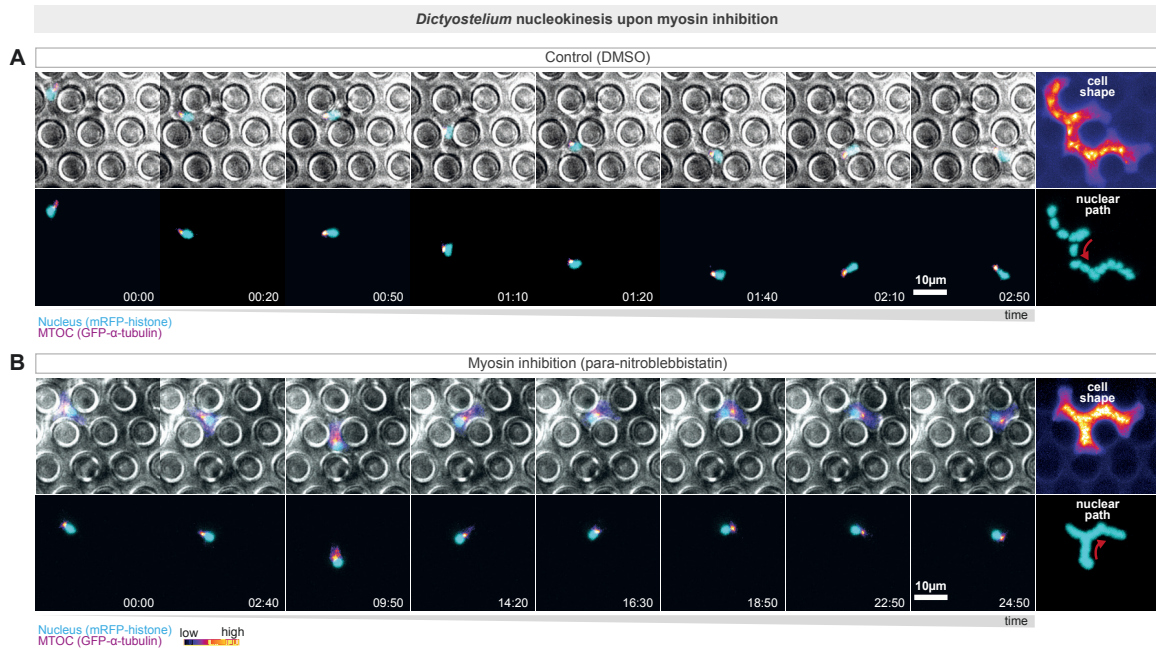 Dictyostelium nucleokinesis upon myosin inhibition
A
Control (DMSO)
cell
shape
nuclear
path
00:00
00:20
00:50
01:10
01:20
01:40
02:10
10µm
02:50
time
Nucleus (mRFP-histone)
MTOC (GFP-α-tubulin)
B
Myosin inhibition (para-nitroblebbistatin)
cell
shape
nuclear
path
00:00
02:40
09:50
14:20
16:30
18:50
22:50
10µm
24:50
time
Nucleus (mRFP-histone)
MTOC (GFP-α-tubulin)
low high